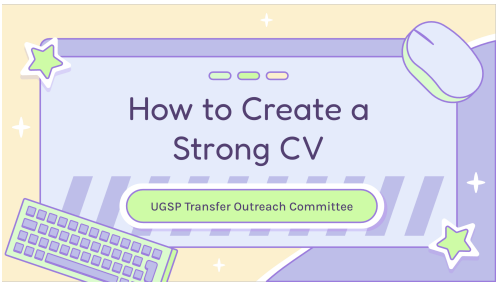 How to Create a
Strong CV
UGSP Transfer Outreach Committee